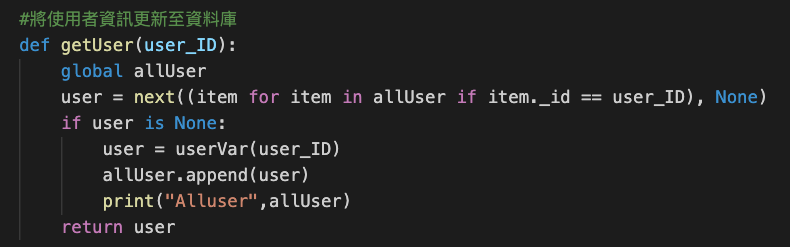 #將使用者資訊更新至資料庫
def getUser(user_ID):
    global allUser
    user = next((item for item in allUser if item._id == user_ID), None)
    if user is None:
        user = userVar(user_ID)
        allUser.append(user)
        print("Alluser",allUser)
    return user